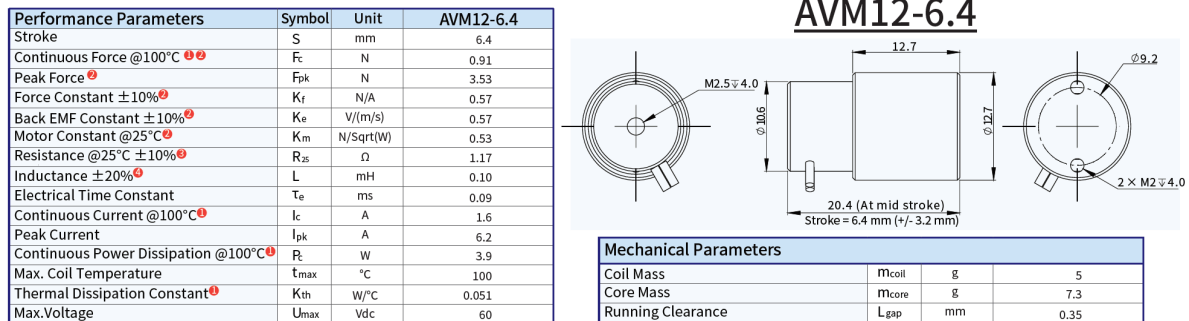 Performance Parameters Symbol Unit AVM12-6.4
Stroke S mm 6.4
Continuous Force @100°C ❶❷ Fc N 0.91
Peak Force❷ Fpk N 3.53
Force Constant ±10%❷ Kf N/A 0.57
Back EMF Constant ±10%❷ Ke V/(m/s) 0.57
Motor Constant @25°C❷ Km N/Sqrt(W) 0.53
Resistance @25°C ±10%❸ R25 Ω 1.17
Inductance ±20%❹ L mH 0.10
Electrical Time Constant τe ms 0.09
Continuous Current @100°C❶ Ic A 1.6
Peak Current Ipk A 6.2
Continuous Power Dissipation @100°C❶ Pc W 3.9
Max. Coil Temperature tmax °C 100
Thermal Dissipation Constant❶ Kth W/°C 0.051
Max.Voltage Umax Vdc 60
AVM12-6.4
12.7
M2.5↧4.0
∅10.6
∅12.7
∅9.2
2×M2↧4.0
20.4 (At mid stroke)
Stroke = 6.4 mm (+/- 3.2 mm)
Mechanical Parameters
Coil Mass mcoil g 5
Core Mass mcore g 7.3
Running Clearance Lgap mm 0.35